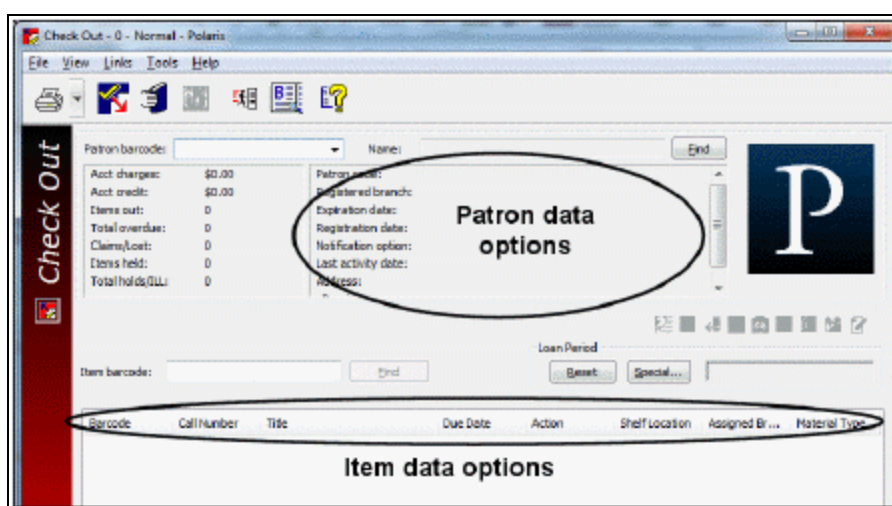 Check Out - 0 - Normal - Polaris
File View Links Tools Help
Check Out
Patron barcode:
Name:
Find
Acct charges: $0.00
Acct credit: $0.00
Items out: 0
Total overdue: 0
Claims/Lost: 0
Items held: 0
Total holds/ILL: 0
Patron code:
Registered branch:
Expiration date:
Registration date:
Notification option:
Last activity date:
Address:
Patron data
options
P
Loan Period
Item barcode:
Find
Reset
Special...
Barcode Call Number Title Due Date Action Shelf Location Assigned Br... Material Type
Item data options